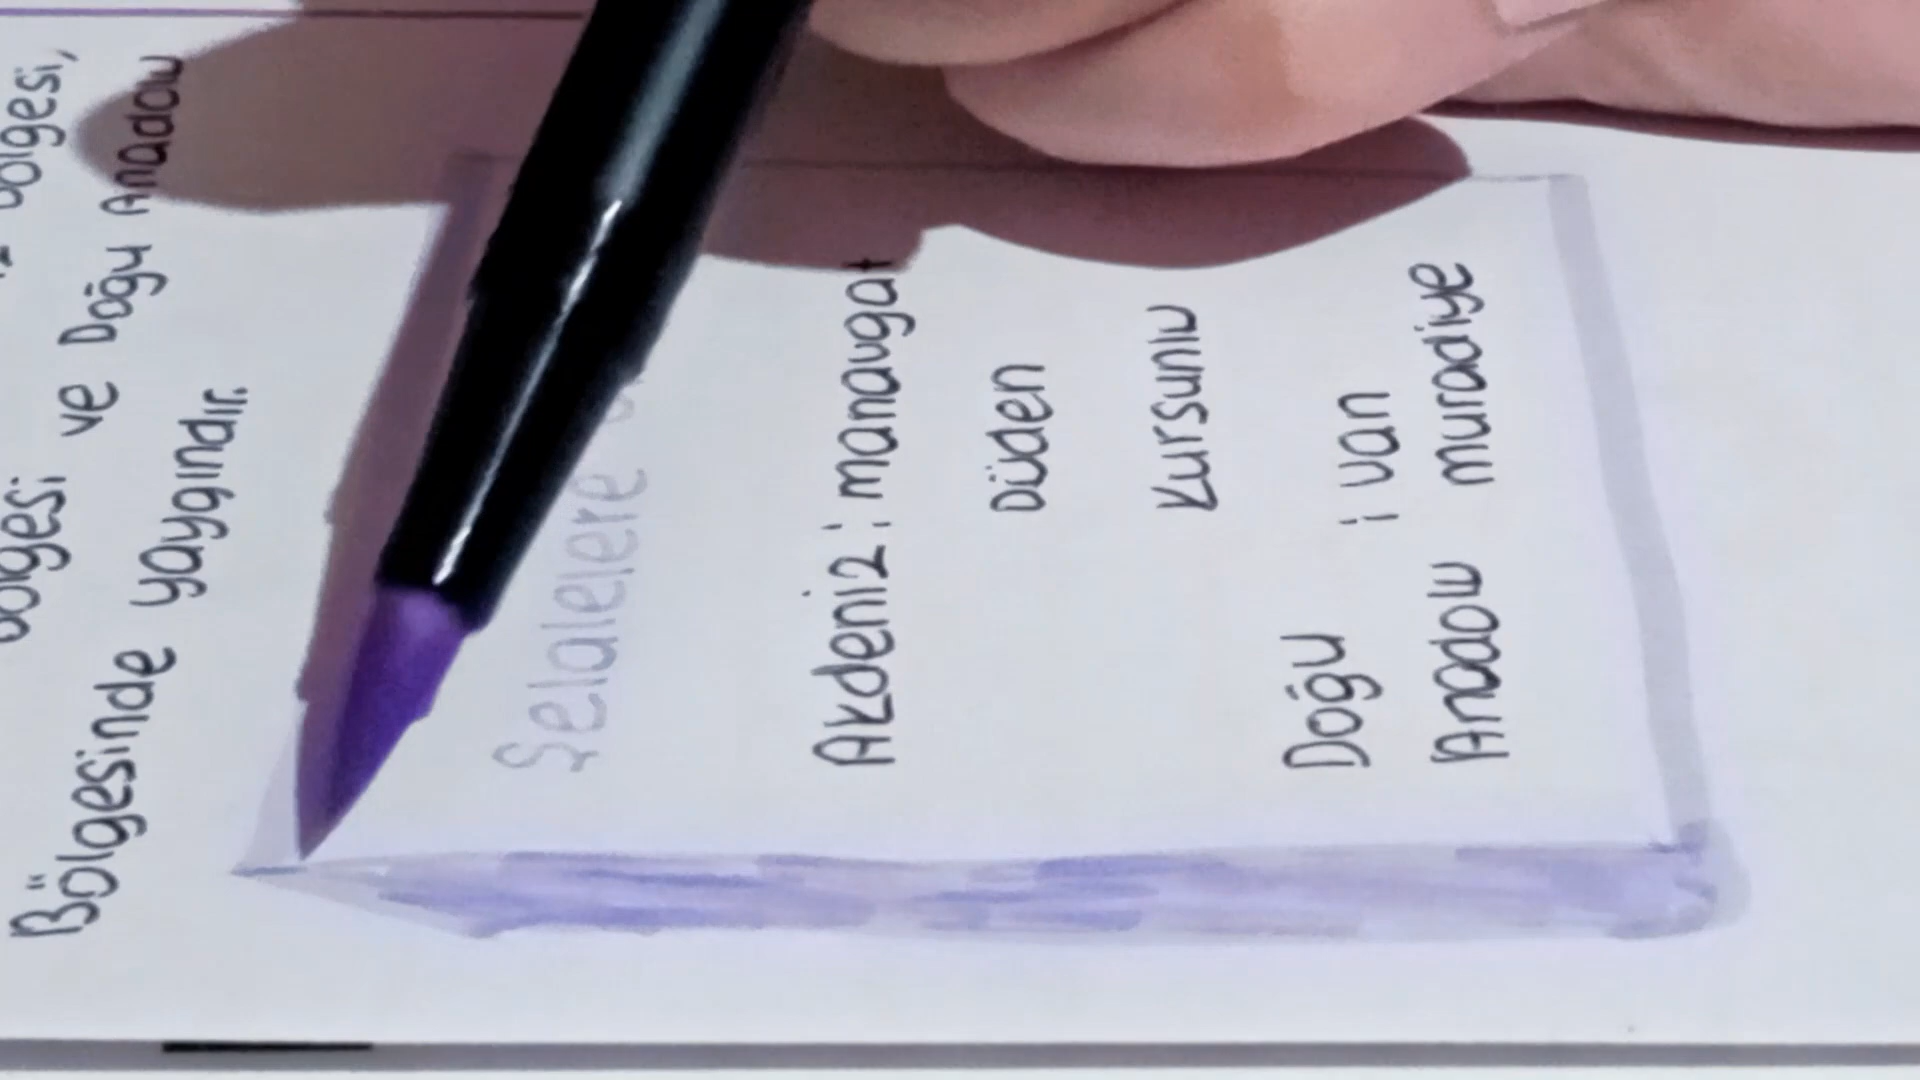 Bölgesi,
Bölgesi ve Doğu Anadolu
Bölgesinde yaygındır.
Şelalelere
Akdeniz : manavgat
Düden
Kurşunlu
Doğu : van
Anadolu muradiye